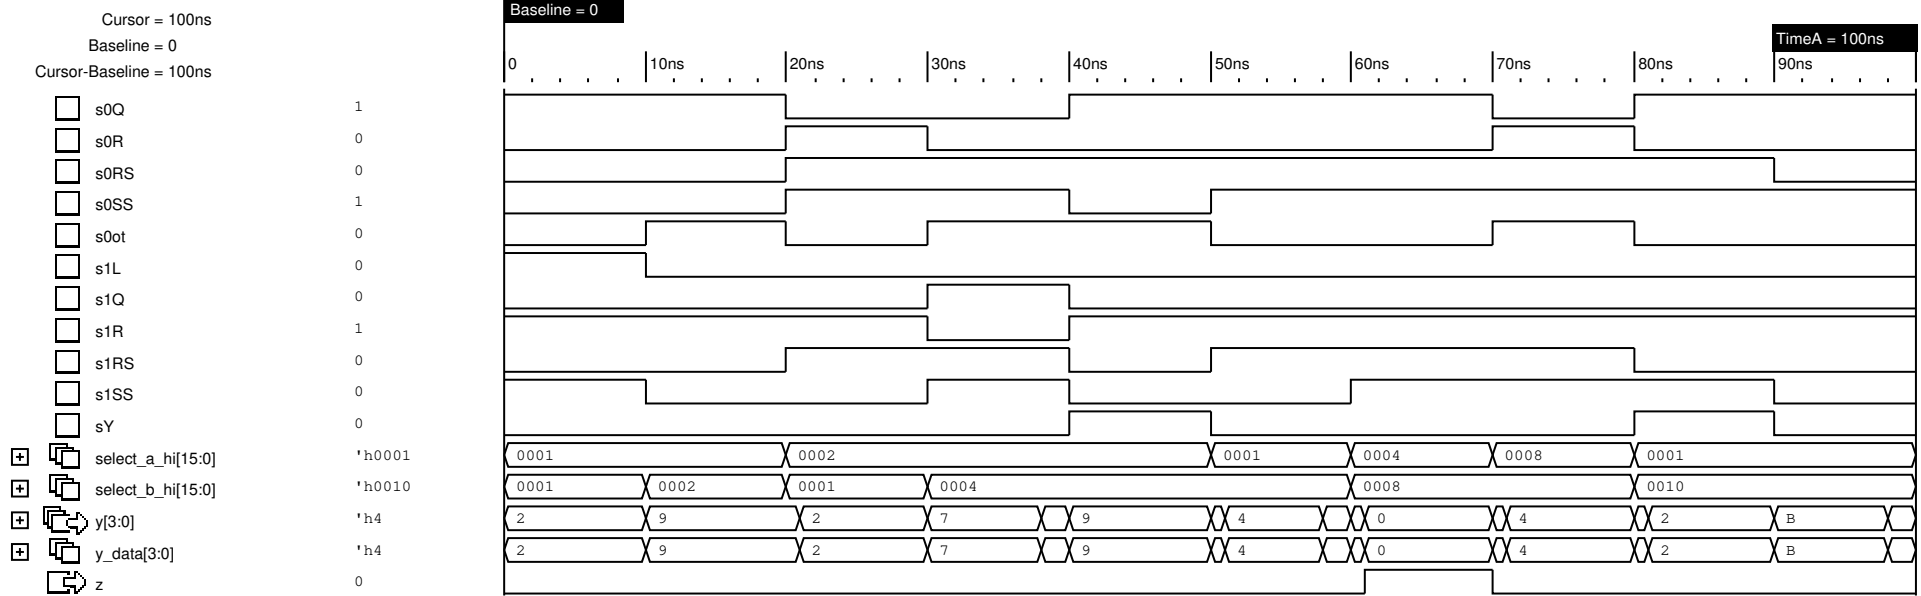 Baseline = 0
Cursor = 100ns
Baseline = 0
Cursor-Baseline = 100ns
TimeA = 100ns
0 10ns 20ns 30ns 40ns 50ns 60ns 70ns 80ns 90ns
s0Q 1
s0R 0
s0RS 0
s0SS 1
s0ot 0
s1L 0
s1Q 0
s1R 1
s1RS 0
s1SS 0
sY 0
select_a_hi[15:0] 'h0001 0001 0002 0001 0004 0008 0001
select_b_hi[15:0] 'h0010 0001 0002 0001 0004 0008 0010
y[3:0] 'h4 2 9 2 7 9 4 0 4 2 B
y_data[3:0] 'h4 2 9 2 7 9 4 0 4 2 B
z 0